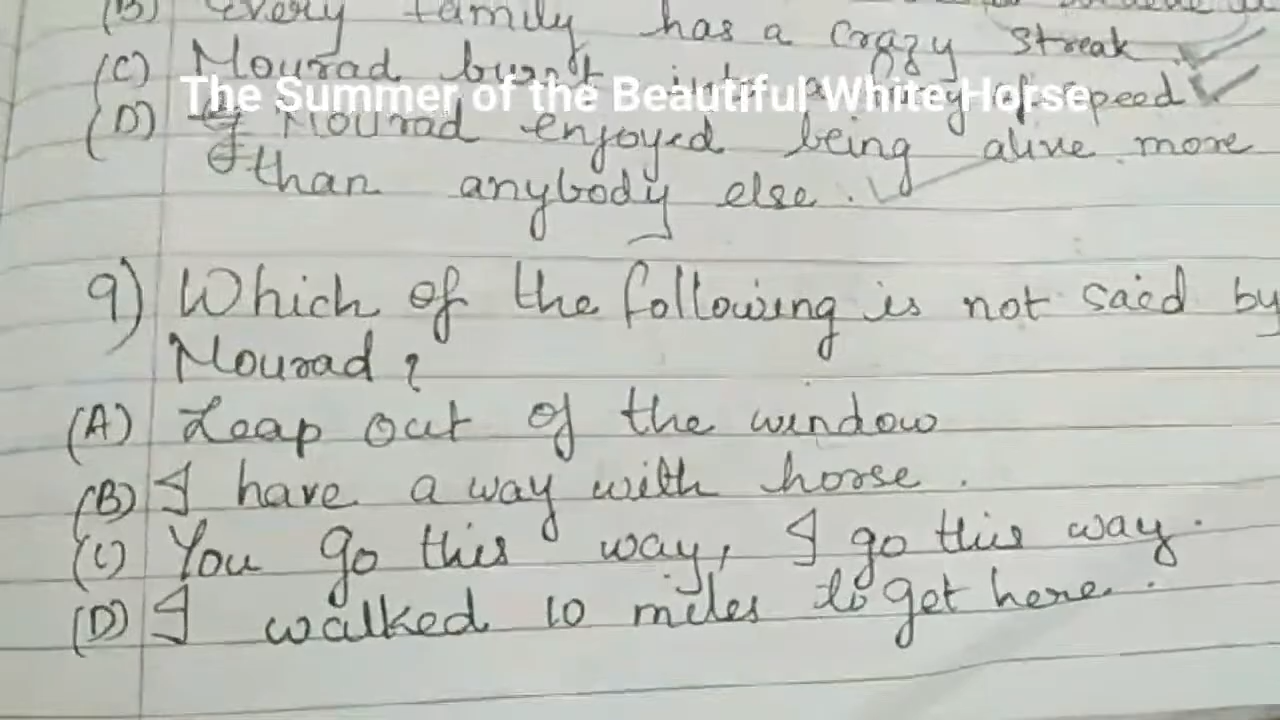 (B) Every family has a crazy streak
(C) Mourad burst into a of speed
The Summer of the Beautiful White Horse
(D) Mourad enjoyed being alive more
than anybody else.
9) Which of the following is not said by
Mourad ?
(A) Leap out of the window
(B) I have a way with horse.
(C) You go this way, I go this way.
(D) I walked 10 miles to get here.